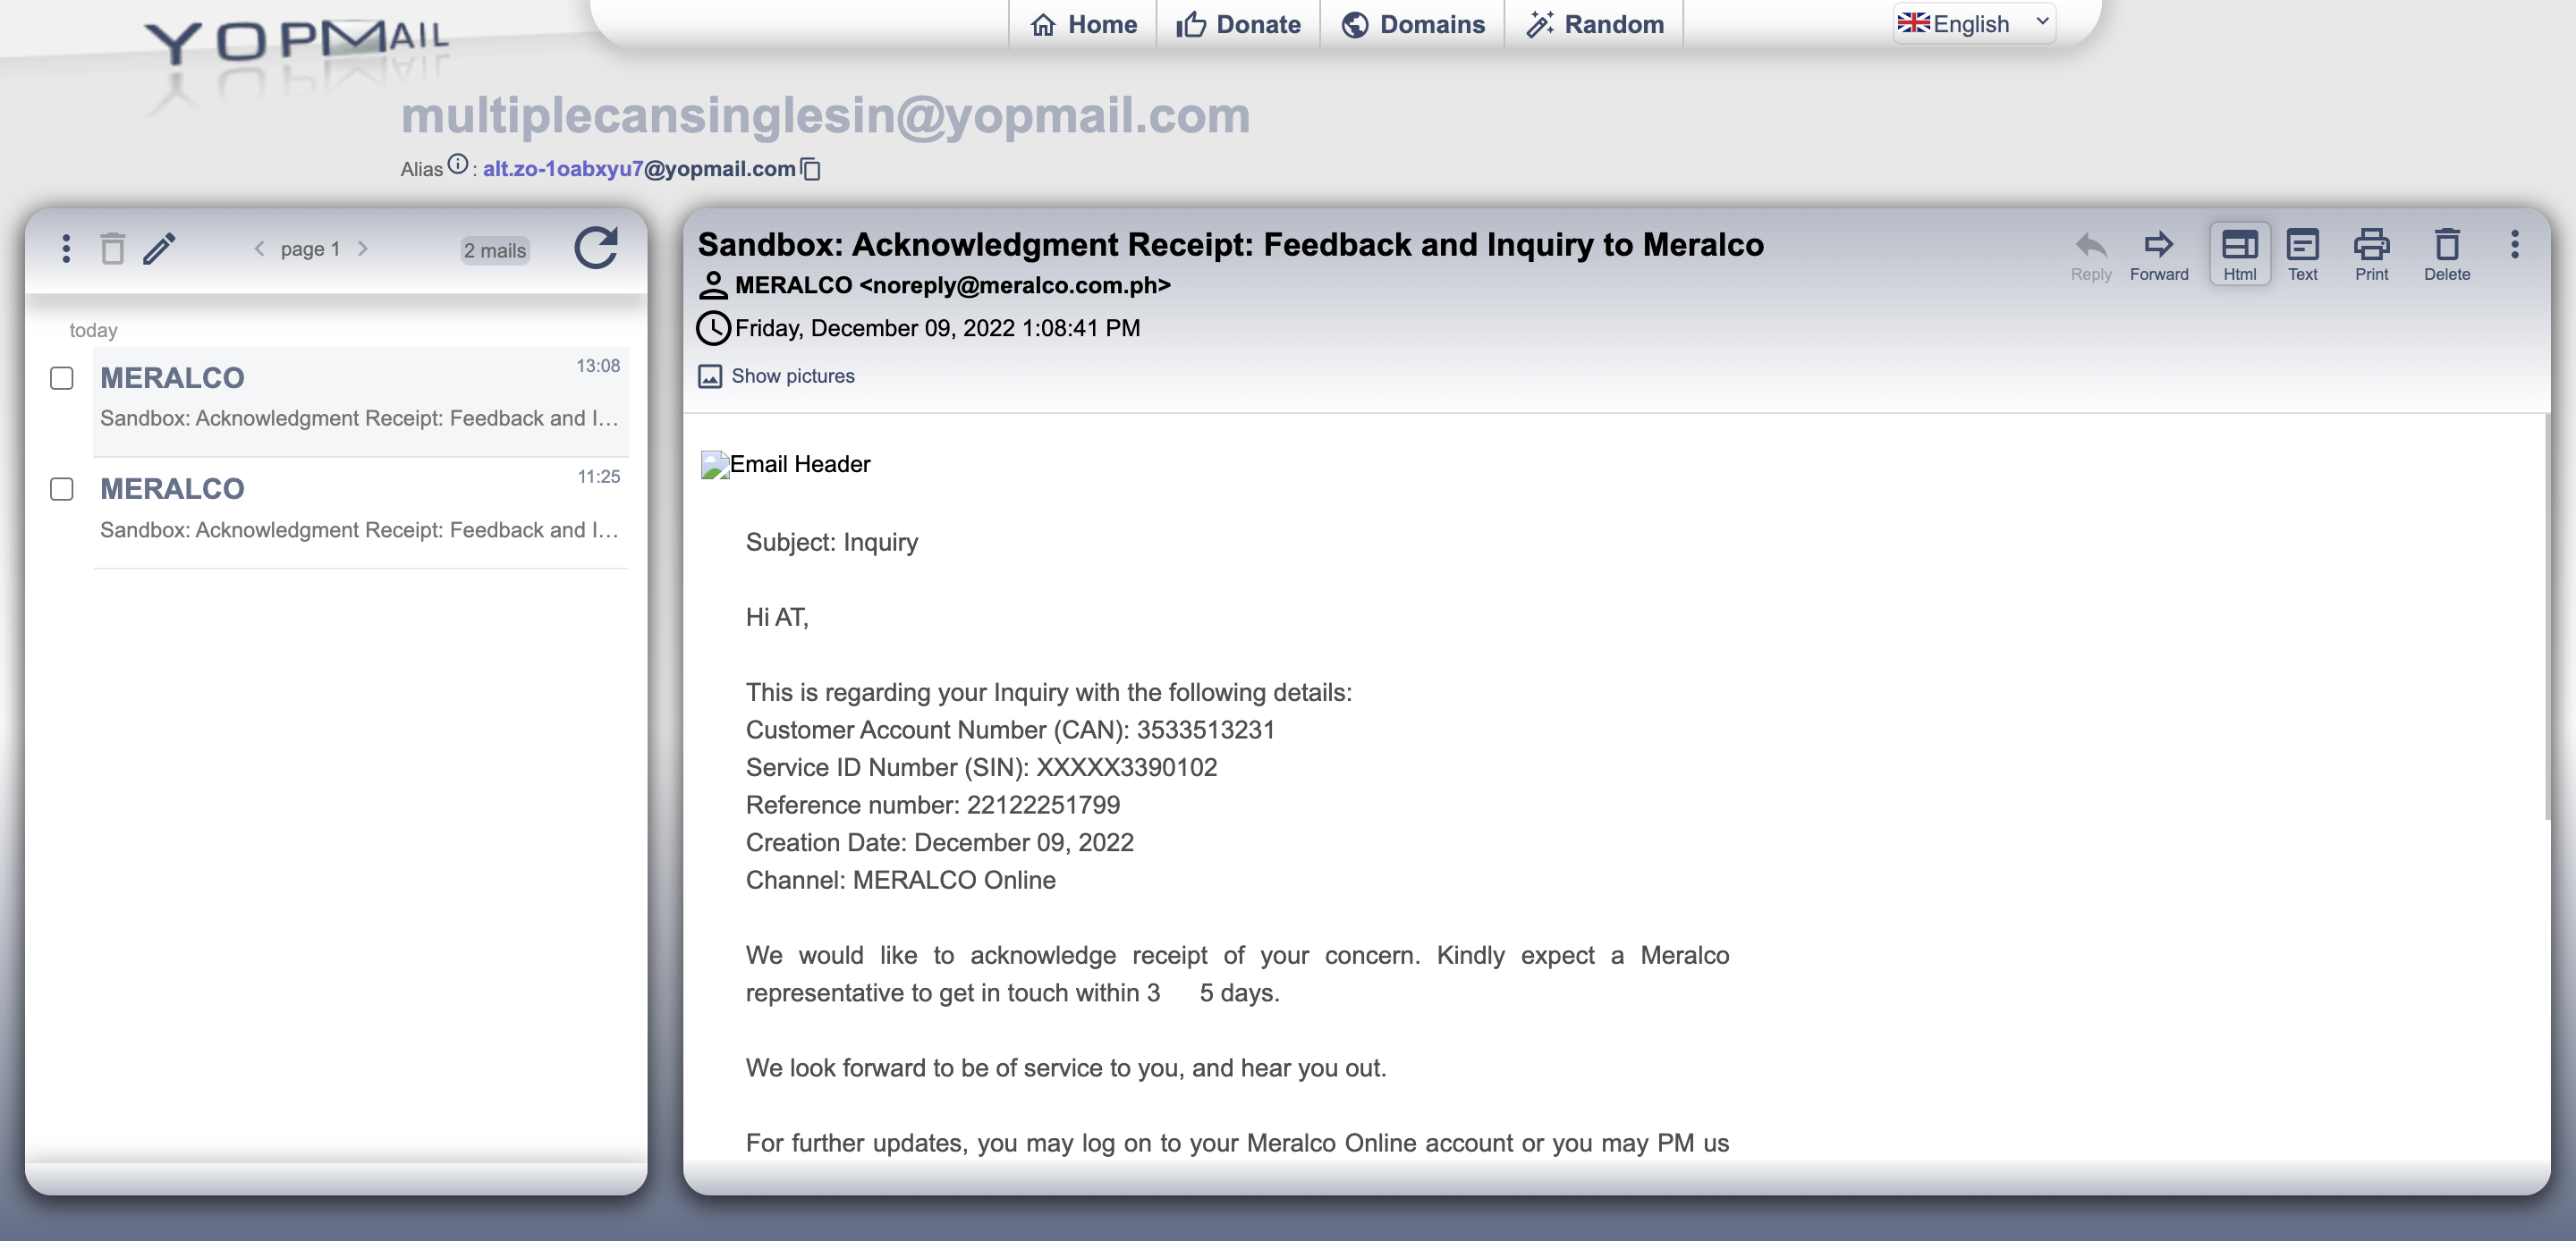 YOPMAIL
Home
Donate
Domains
Random
English
multiplecansinglesin@yopmail.com
Alias : alt.zo-1oabxyu7@yopmail.com
page 1
2 mails
today
MERALCO
13:08
Sandbox: Acknowledgment Receipt: Feedback and I...
MERALCO
11:25
Sandbox: Acknowledgment Receipt: Feedback and I...
Sandbox: Acknowledgment Receipt: Feedback and Inquiry to Meralco
MERALCO <noreply@meralco.com.ph>
Friday, December 09, 2022 1:08:41 PM
Show pictures
Reply
Forward
Html
Text
Print
Delete
Email Header
Subject: Inquiry
Hi AT,
This is regarding your Inquiry with the following details:
Customer Account Number (CAN): 3533513231
Service ID Number (SIN): XXXXX3390102
Reference number: 22122251799
Creation Date: December 09, 2022
Channel: MERALCO Online
We would like to acknowledge receipt of your concern. Kindly expect a Meralco
representative to get in touch within 3 5 days.
We look forward to be of service to you, and hear you out.
For further updates, you may log on to your Meralco Online account or you may PM us